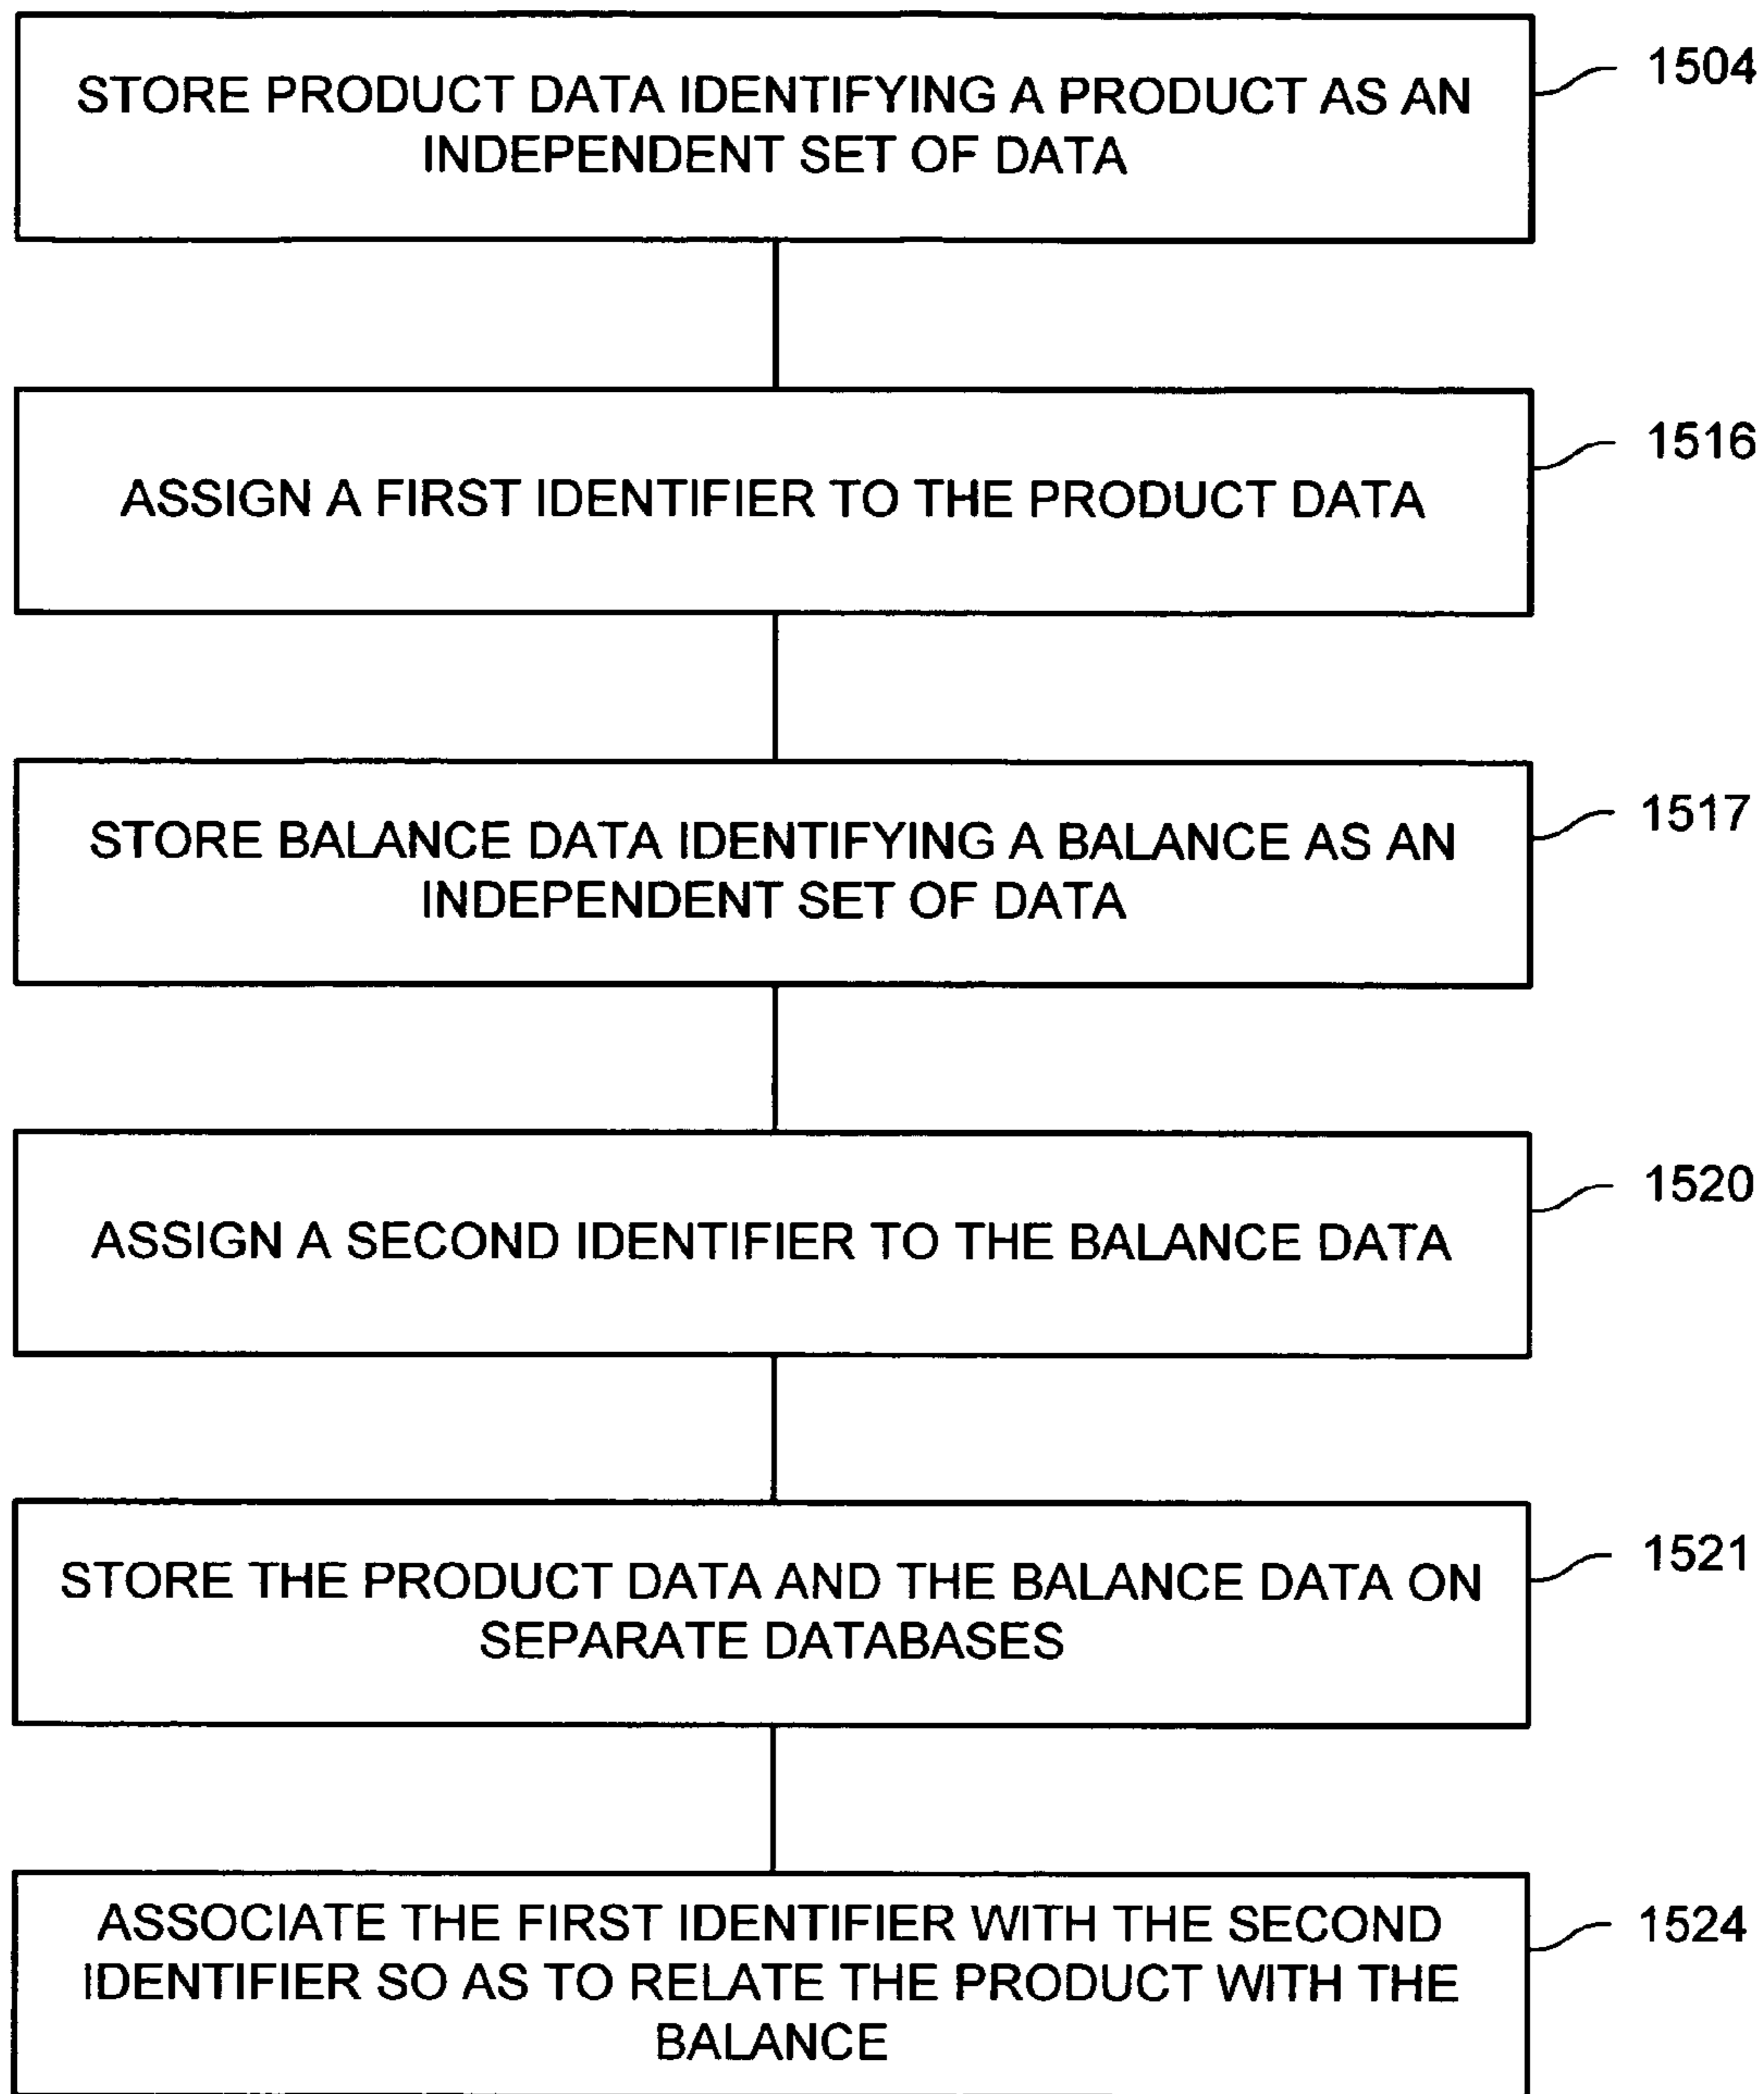 STORE PRODUCT DATA IDENTIFYING A PRODUCT AS AN
INDEPENDENT SET OF DATA
1504
ASSIGN A FIRST IDENTIFIER TO THE PRODUCT DATA
1516
STORE BALANCE DATA IDENTIFYING A BALANCE AS AN
INDEPENDENT SET OF DATA
1517
ASSIGN A SECOND IDENTIFIER TO THE BALANCE DATA
1520
STORE THE PRODUCT DATA AND THE BALANCE DATA ON
SEPARATE DATABASES
1521
ASSOCIATE THE FIRST IDENTIFIER WITH THE SECOND
IDENTIFIER SO AS TO RELATE THE PRODUCT WITH THE
BALANCE
1524